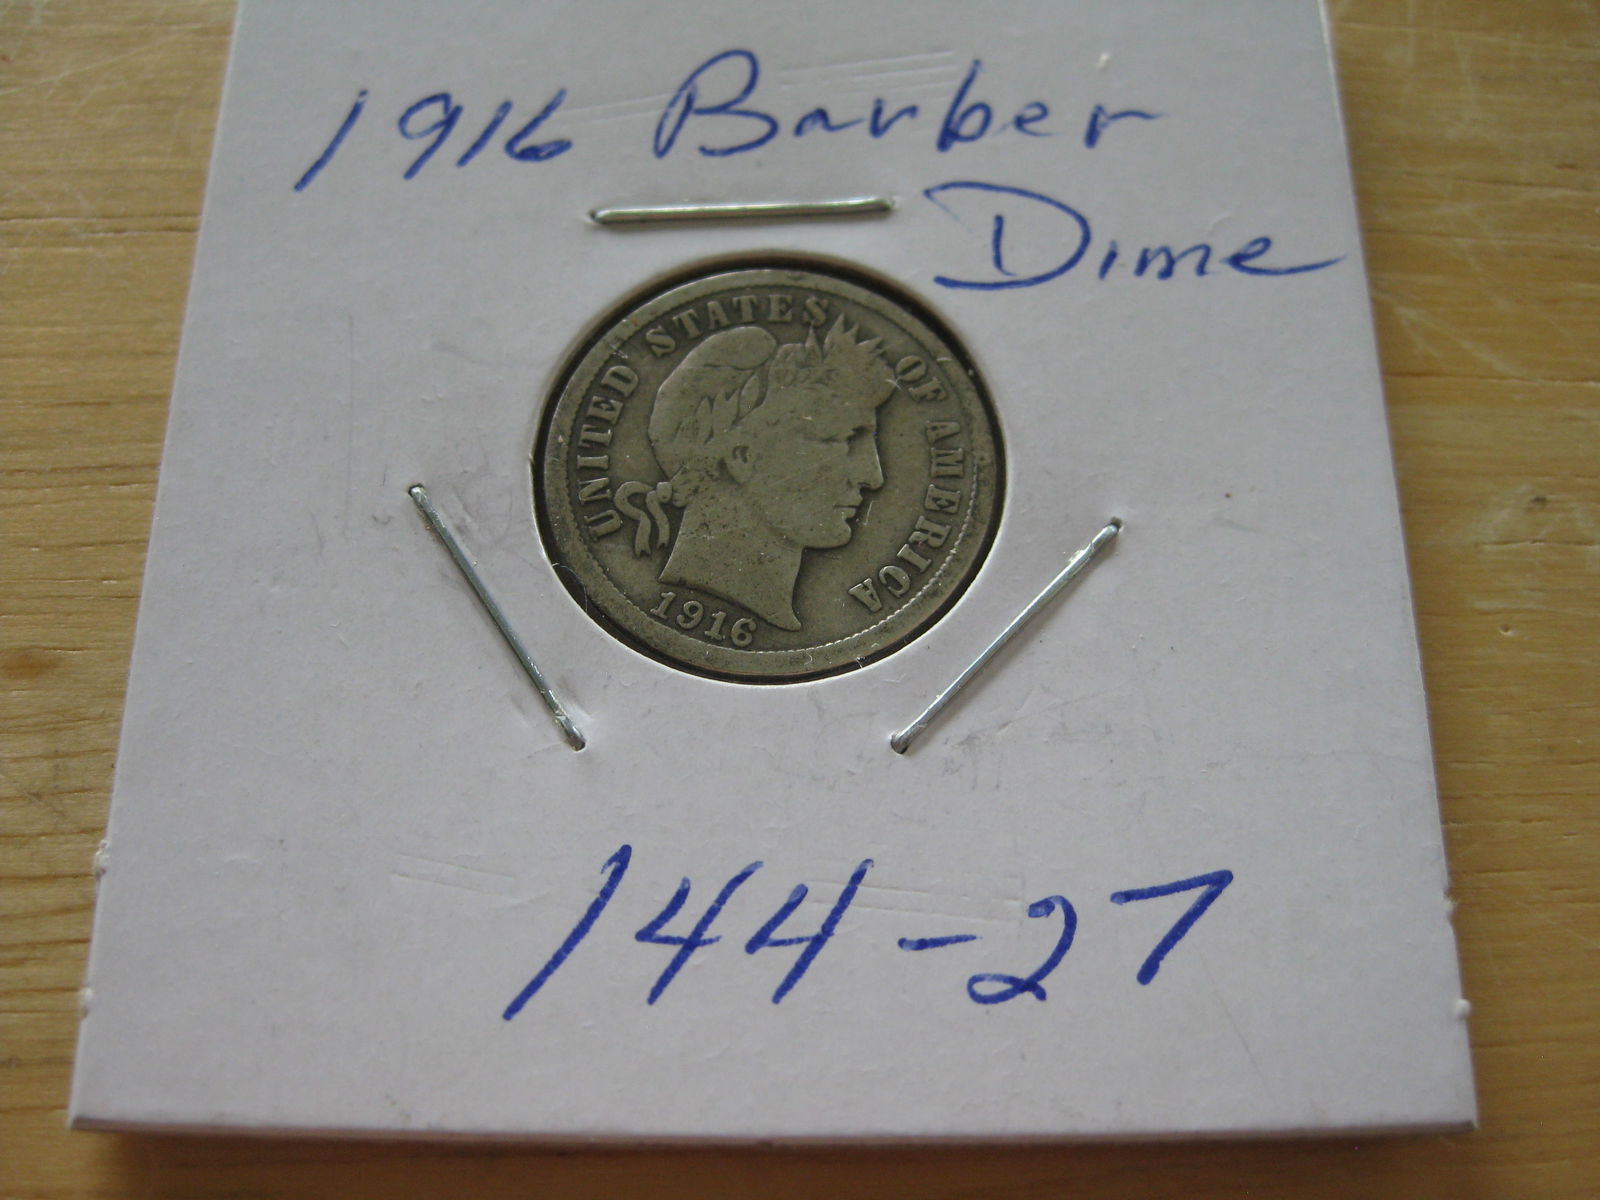 1916 Barber
Dime
UNITED STATES OF AMERICA
1916
144-27